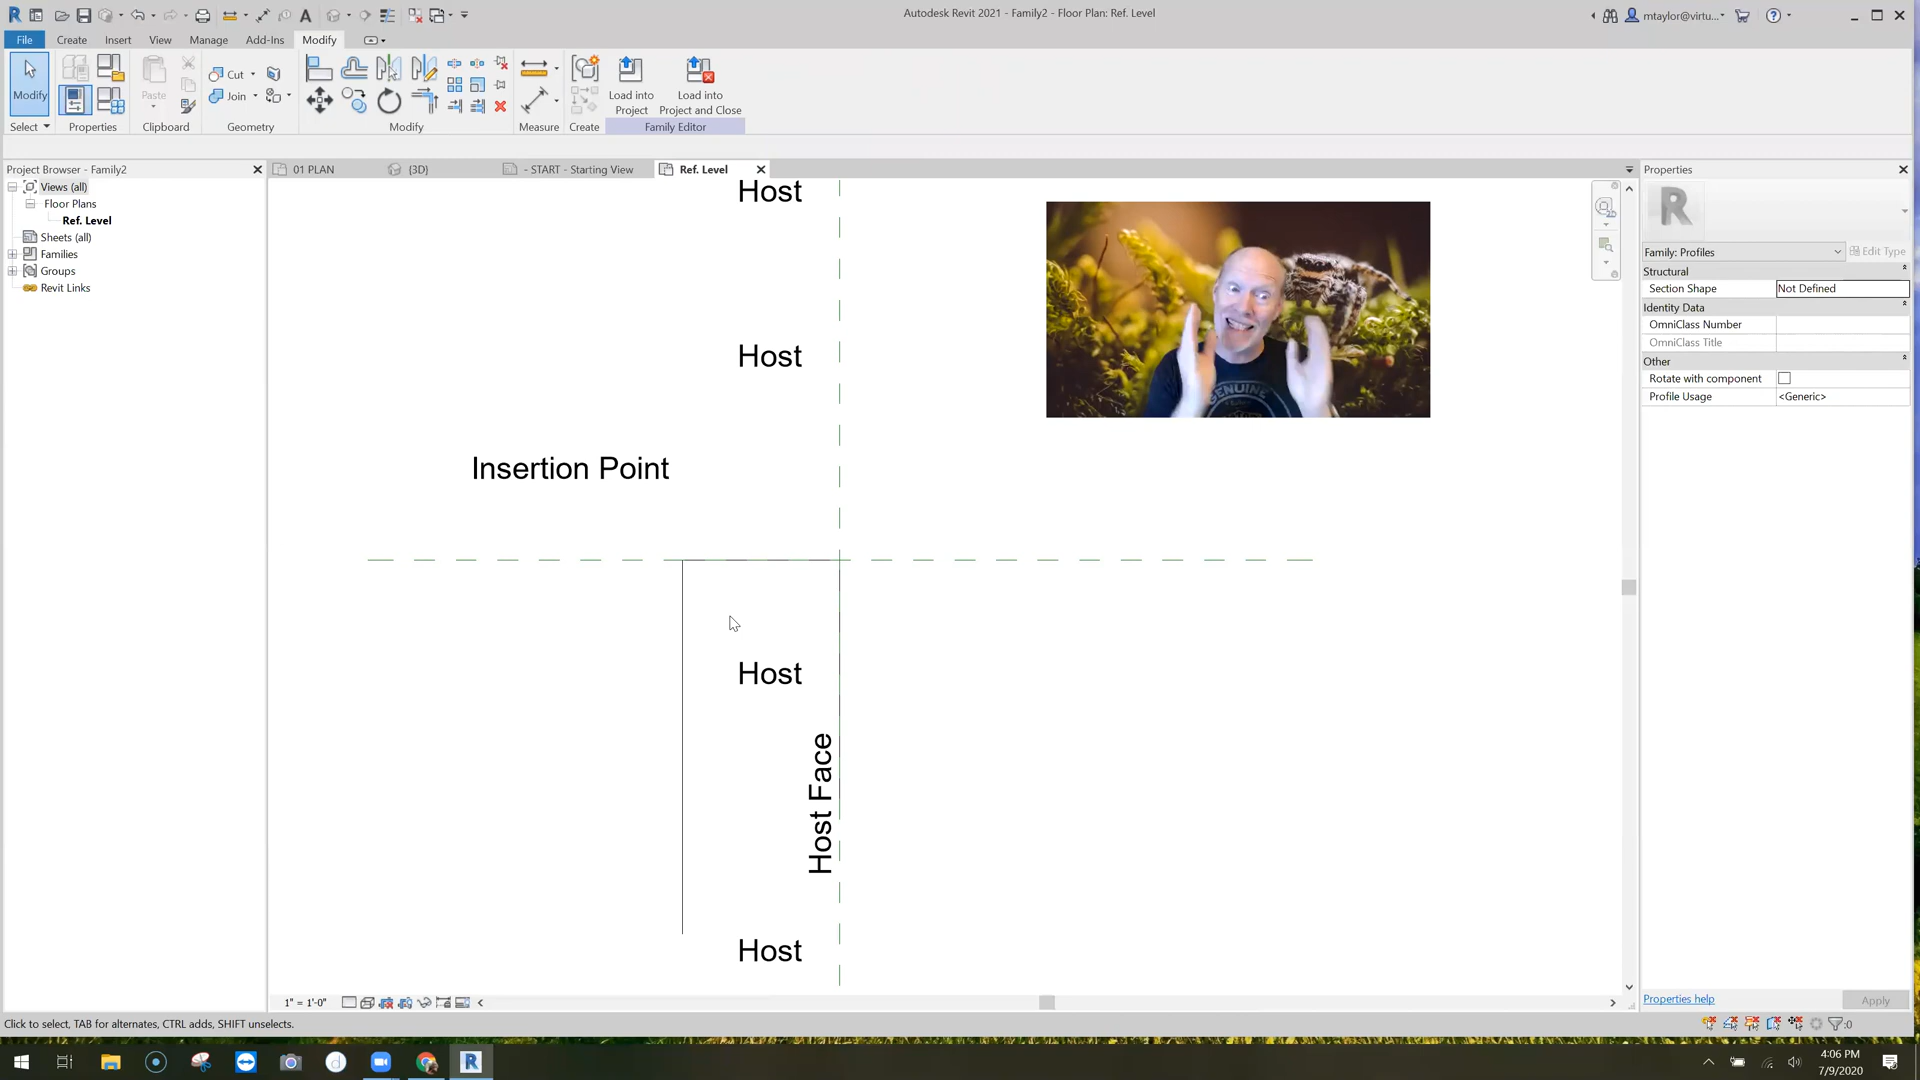 Autodesk Revit 2021 - Family2 - Floor Plan: Ref. Level
mtaylor@virtu...
File Create Insert View Manage Add-Ins Modify
Modify
Paste
Cut
Join
Load into Project
Load into Project and Close
Select Properties Clipboard Geometry Modify Measure Create Family Editor
Project Browser - Family2
Views (all)
Floor Plans
Ref. Level
Sheets (all)
Families
Groups
Revit Links
01 PLAN
{3D}
- START - Starting View
Ref. Level
Host
Host
Insertion Point
Host
Host Face
Host
GENUINE
Properties
R
Family: Profiles
Edit Type
Structural
Section Shape Not Defined
Identity Data
OmniClass Number
OmniClass Title
Other
Rotate with component
Profile Usage <Generic>
Properties help
Apply
1" = 1'-0"
Click to select, TAB for alternates, CTRL adds, SHIFT unselects.
:0
4:06 PM
7/9/2020